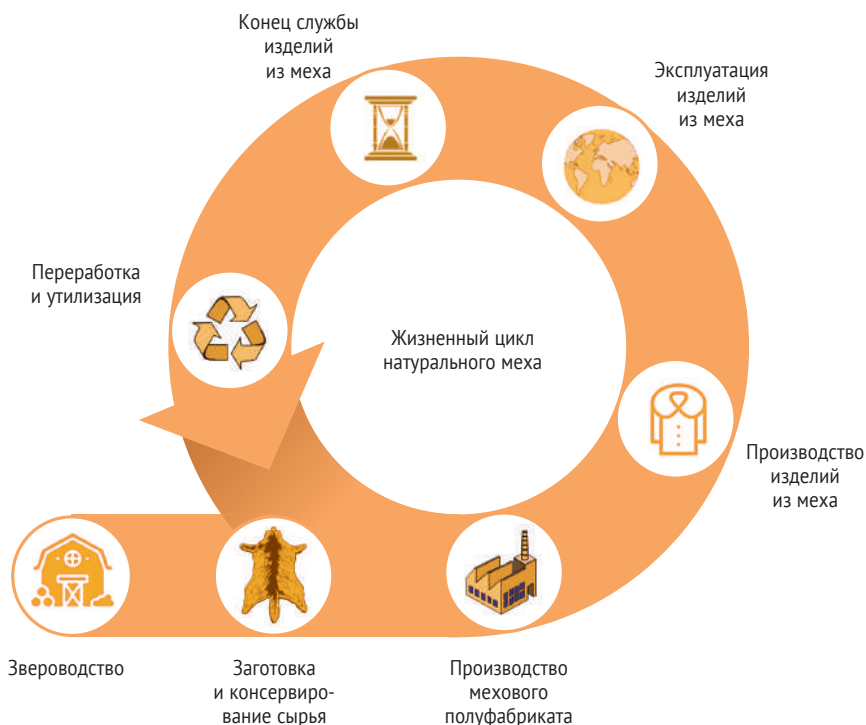 Конец службы
изделий
из меха
Эксплуатация
изделий
из меха
Переработка
и утилизация
Жизненный цикл
натурального меха
Производство
изделий
из меха
Звероводство
Заготовка
и консервиро-
вание сырья
Производство
мехового
полуфабриката